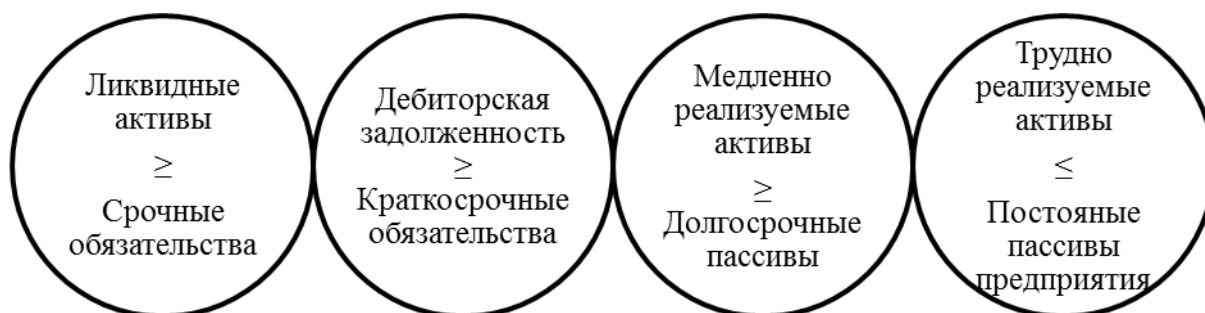 Ликвидные
активы
≥
Срочные
обязательства
Дебиторская
задолженность
≥
Краткосрочные
обязательства
Медленно
реализуемые
активы
≥
Долгосрочные
пассивы
Трудно
реализуемые
активы
≤
Постояные
пассивы
предприятия